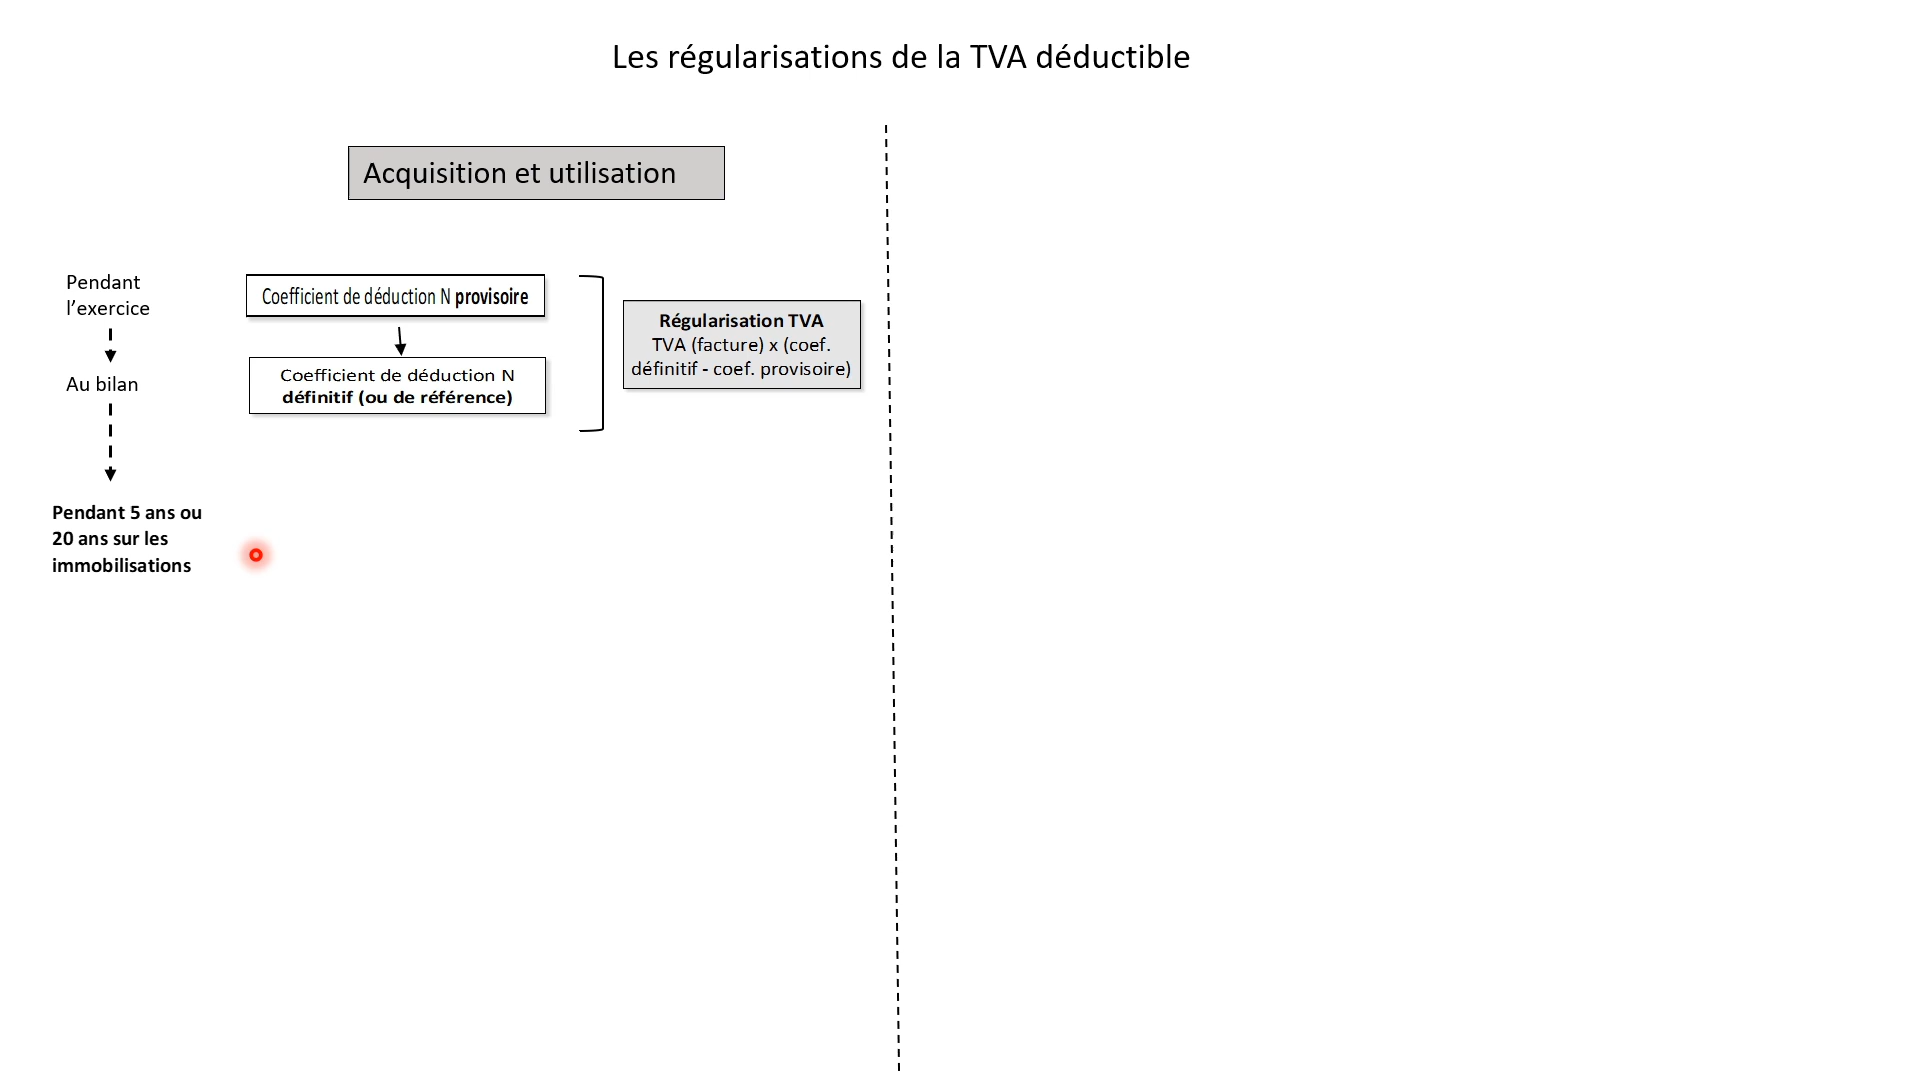 Les régularisations de la TVA déductible
Acquisition et utilisation
Pendant
l’exercice
Coefficient de déduction N provisoire
Régularisation TVA
TVA (facture) x (coef.
définitif - coef. provisoire)
Au bilan
Coefficient de déduction N
définitif (ou de référence)
Pendant 5 ans ou
20 ans sur les
immobilisations